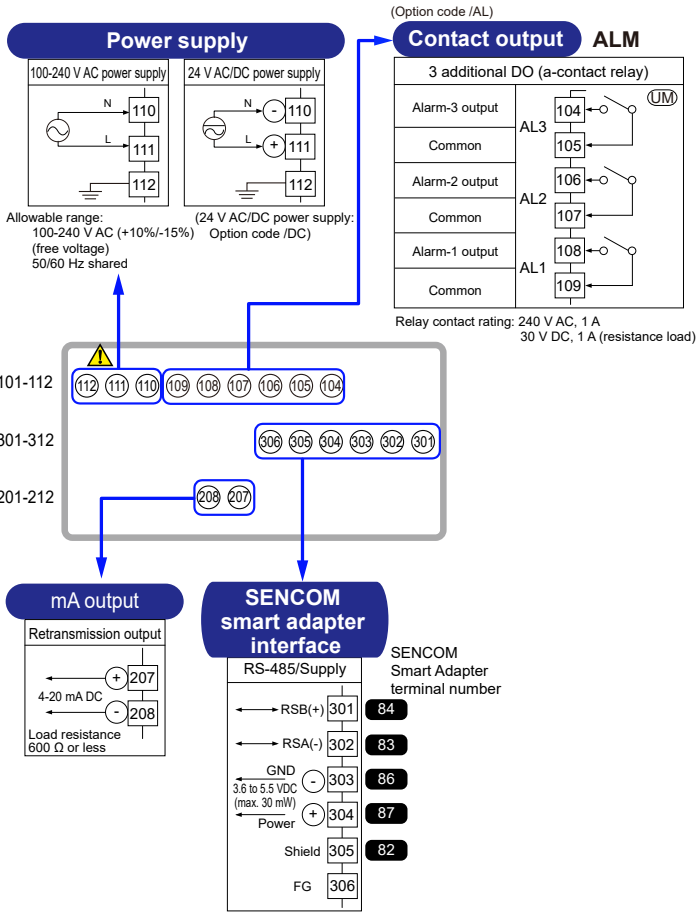 (Option code /AL)
Power supply
Contact output ALM
100-240 V AC power supply
24 V AC/DC power supply
N 110
L 111
112
N - 110
L + 111
112
Allowable range:
100-240 V AC (+10%/-15%)
(free voltage)
50/60 Hz shared
(24 V AC/DC power supply:
Option code /DC)
3 additional DO (a-contact relay)
UM
Alarm-3 output 104
AL3
Common 105
Alarm-2 output 106
AL2
Common 107
Alarm-1 output 108
AL1
Common 109
Relay contact rating: 240 V AC, 1 A
30 V DC, 1 A (resistance load)
101-112 112 111 110 109 108 107 106 105 104
301-312 306 305 304 303 302 301
201-212 208 207
mA output
Retransmission output
+ 207
4-20 mA DC
- 208
Load resistance
600 Ω or less
SENCOM
smart adapter
interface
RS-485/Supply
SENCOM
Smart Adapter
terminal number
RSB(+) 301 84
RSA(-) 302 83
GND - 303 86
3.6 to 5.5 VDC
(max. 30 mW)
Power + 304 87
Shield 305 82
FG 306